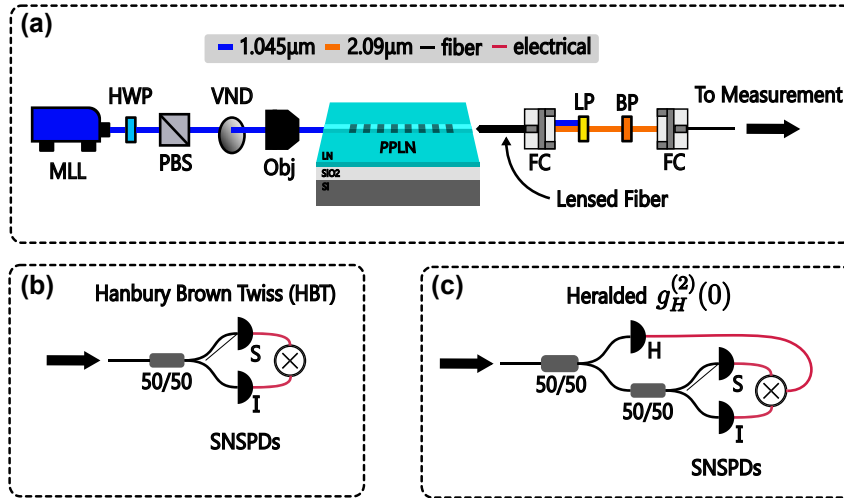 (a)
1.045μm 2.09μm fiber electrical
HWP
VND
LP
BP
To Measurement
MLL
PBS
Obj
PPLN
LN
SIO2
SI
FC
FC
Lensed Fiber
(b)
Hanbury Brown Twiss (HBT)
S
50/50
I
SNSPDs
(c)
Heralded g_H^{(2)}(0)
H
50/50
S
50/50
I
SNSPDs